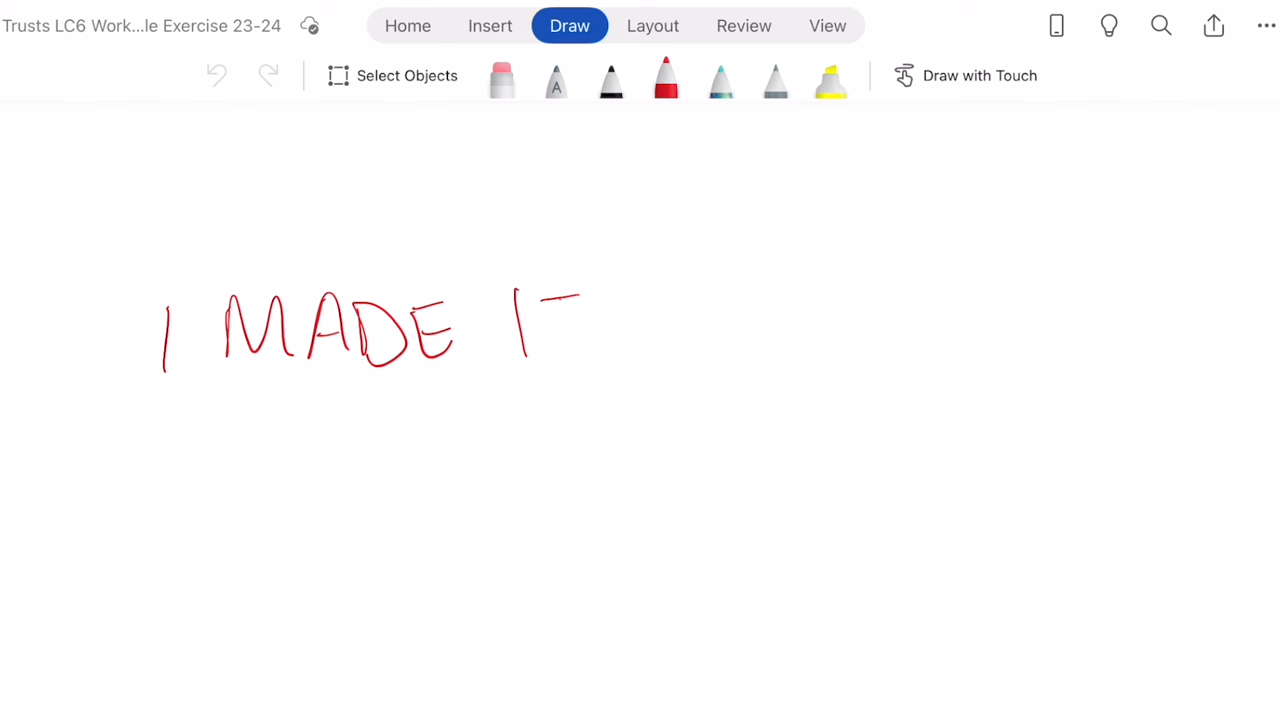 Trusts LC6 Work...le Exercise 23-24 Home Insert Draw Layout Review View
Select Objects A Draw with Touch
I MADE I